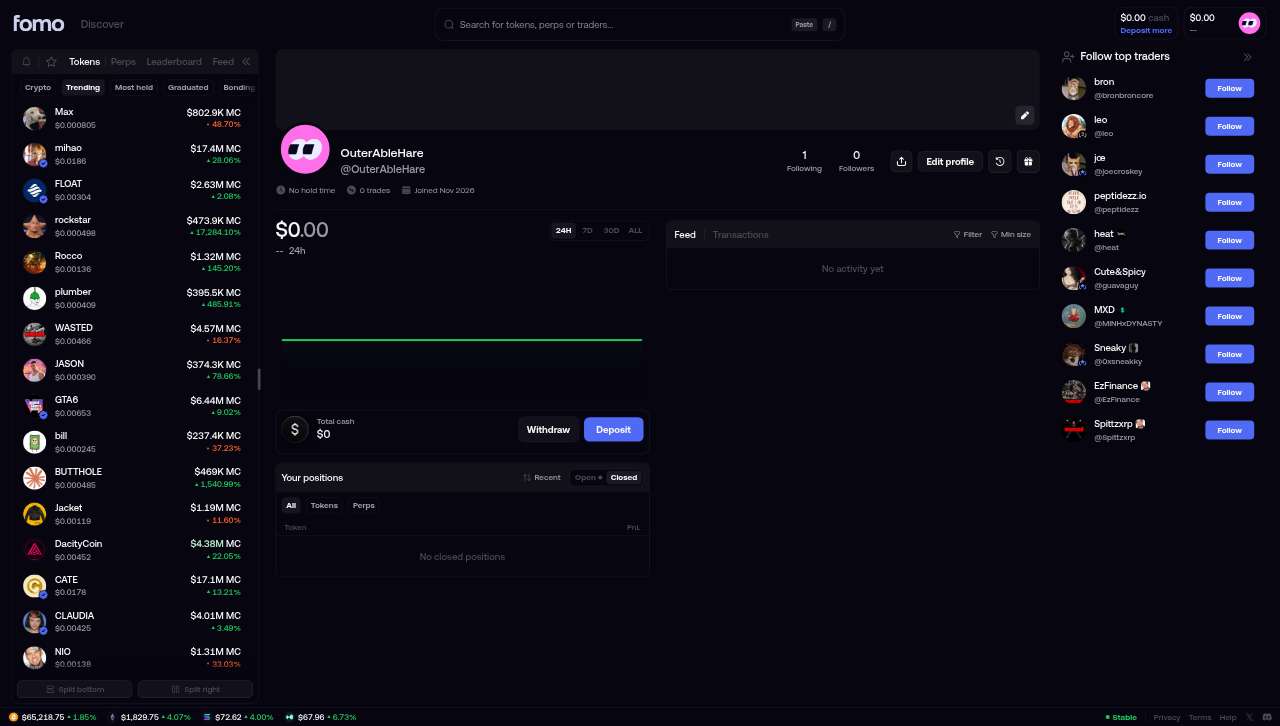 fomo
Discover
Search for tokens, perps or traders...
Paste
/
$0.00 cash
Deposit more
$0.00
--
Tokens Perps Leaderboard Feed
Crypto Trending Most held Graduated Bonding
Max $802.9K MC
$0.000805 48.70%
mihao $17.4M MC
$0.0186 28.06%
FLOAT $2.63M MC
$0.00304 2.08%
rockstar $473.9K MC
$0.000498 17,284.10%
Rocco $1.32M MC
$0.00136 145.20%
plumber $395.5K MC
$0.000409 485.91%
WASTED $4.57M MC
$0.00466 16.37%
JASON $374.3K MC
$0.000390 78.66%
GTA6 $6.44M MC
$0.00653 9.02%
bill $237.4K MC
$0.000245 37.23%
BUTTHOLE $469K MC
$0.000485 1,540.99%
Jacket $1.19M MC
$0.00119 11.60%
DacityCoin $4.38M MC
$0.00452 22.05%
CATE $17.1M MC
$0.0178 13.21%
CLAUDIA $4.01M MC
$0.00425 3.49%
NIO $1.31M MC
$0.00138 33.03%
Split bottom Split right
OuterAbleHare
@OuterAbleHare
1
Following
0
Followers
Edit profile
No hold time 0 trades Joined Nov 2026
$0.00
-- 24h
24H 7D 30D ALL
Total cash
$0
Withdraw Deposit
Your positions Recent Open Closed
All Tokens Perps
Token PnL
No closed positions
Feed Transactions Filter Min size
No activity yet
Follow top traders
bron
@bronbroncore
Follow
leo
@leo
Follow
jœ
@joecroskey
Follow
peptidezz.io
@peptidezz
Follow
heat
@heat
Follow
Cute&Spicy
@guavaguy
Follow
MXD
@MINHxDYNASTY
Follow
Sneaky
@0xsneakky
Follow
EzFinance
@EzFinance
Follow
Spittzxrp
@Spittzxrp
Follow
$65,218.75 1.85% $1,829.75 4.07% $72.62 4.00% $67.96 6.73%
Stable Privacy Terms Help